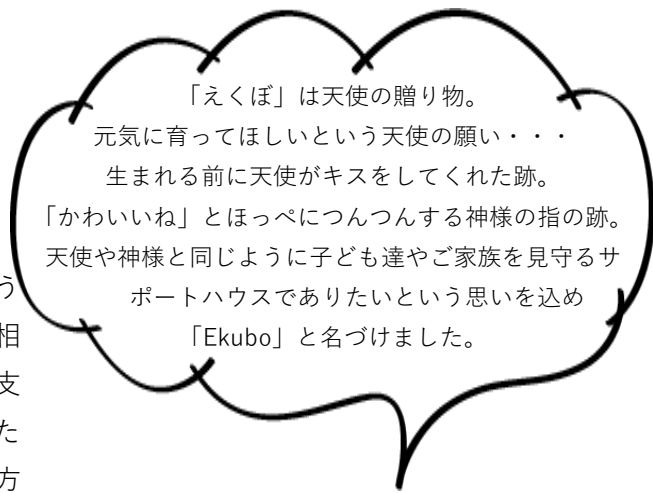 「えくぼ」は天使の贈り物。
元気に育ってほしいという天使の願い・・・
生まれる前に天使がキスをしてくれた跡。
「かわいいね」とほっぺにつんつんする神様の指の跡。
天使や神様と同じように子ども達やご家族を見守るサ
ポートハウスでありたいという思いを込め
「Ekubo」と名づけました。
う
相
支
た
方